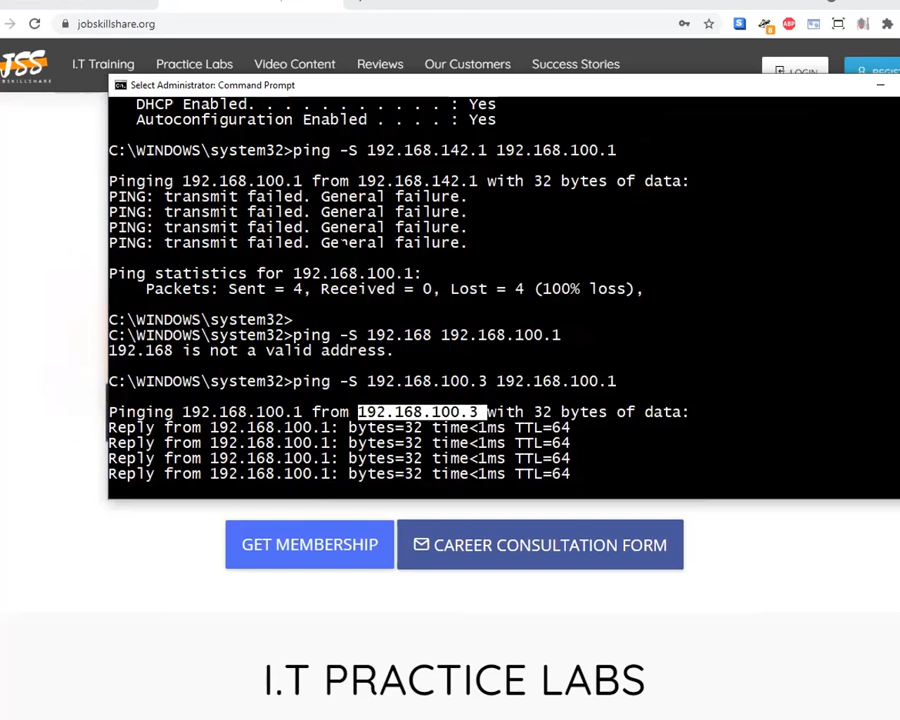 jobskillshare.org
JSS
I.T Training Practice Labs Video Content Reviews Our Customers Success Stories LOGIN
Select Administrator: Command Prompt
DHCP Enabled. . . . . . . . . . . : Yes
Autoconfiguration Enabled . . . . : Yes
C:\WINDOWS\system32>ping -S 192.168.142.1 192.168.100.1
Pinging 192.168.100.1 from 192.168.142.1 with 32 bytes of data:
PING: transmit failed. General failure.
PING: transmit failed. General failure.
PING: transmit failed. General failure.
PING: transmit failed. General failure.
Ping statistics for 192.168.100.1:
Packets: Sent = 4, Received = 0, Lost = 4 (100% loss),
C:\WINDOWS\system32>
C:\WINDOWS\system32>ping -S 192.168 192.168.100.1
192.168 is not a valid address.
C:\WINDOWS\system32>ping -S 192.168.100.3 192.168.100.1
Pinging 192.168.100.1 from 192.168.100.3 with 32 bytes of data:
Reply from 192.168.100.1: bytes=32 time<1ms TTL=64
Reply from 192.168.100.1: bytes=32 time<1ms TTL=64
Reply from 192.168.100.1: bytes=32 time<1ms TTL=64
Reply from 192.168.100.1: bytes=32 time<1ms TTL=64
GET MEMBERSHIP
CAREER CONSULTATION FORM
I.T PRACTICE LABS